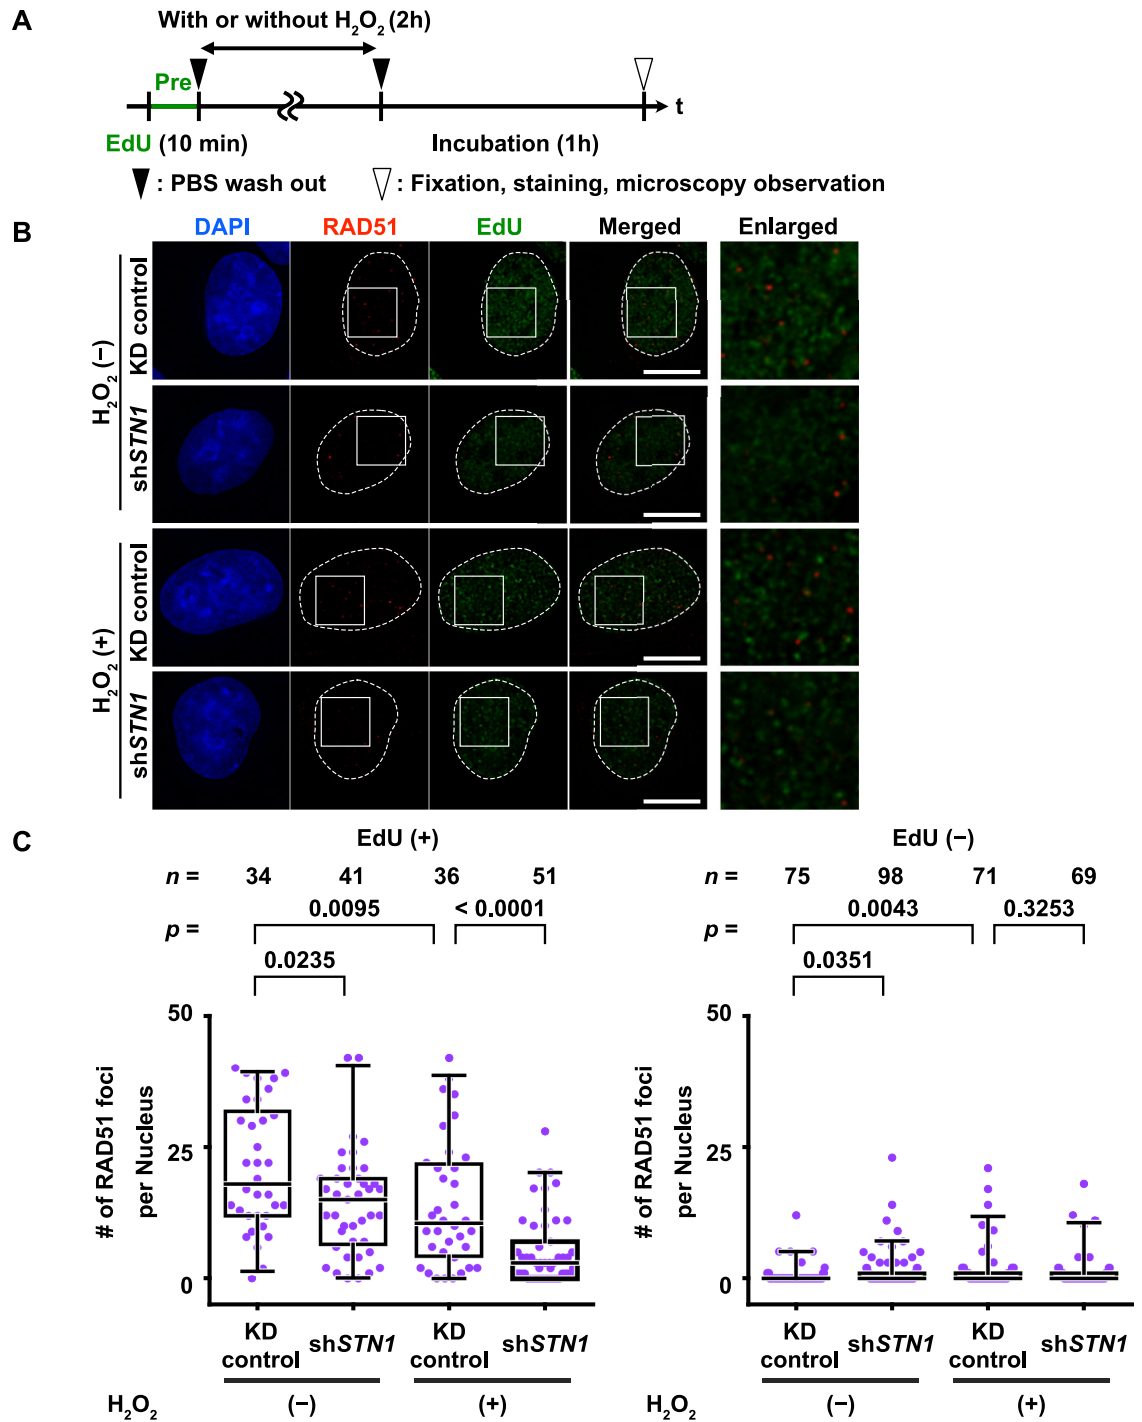 A
With or without H2O2 (2h)
Pre
t
EdU (10 min)
Incubation (1h)
: PBS wash out
: Fixation, staining, microscopy observation
B
DAPI RAD51 EdU Merged Enlarged
H2O2 (−)
KD control
shSTN1
H2O2 (+)
KD control
shSTN1
C
EdU (+)
n = 34 41 36 51
p = 0.0095 < 0.0001
0.0235
# of RAD51 foci
per Nucleus
50
25
0
KD control shSTN1 KD control shSTN1
H2O2 (−) (+)
EdU (−)
n = 75 98 71 69
p = 0.0043 0.3253
0.0351
# of RAD51 foci
per Nucleus
50
25
0
KD control shSTN1 KD control shSTN1
H2O2 (−) (+)